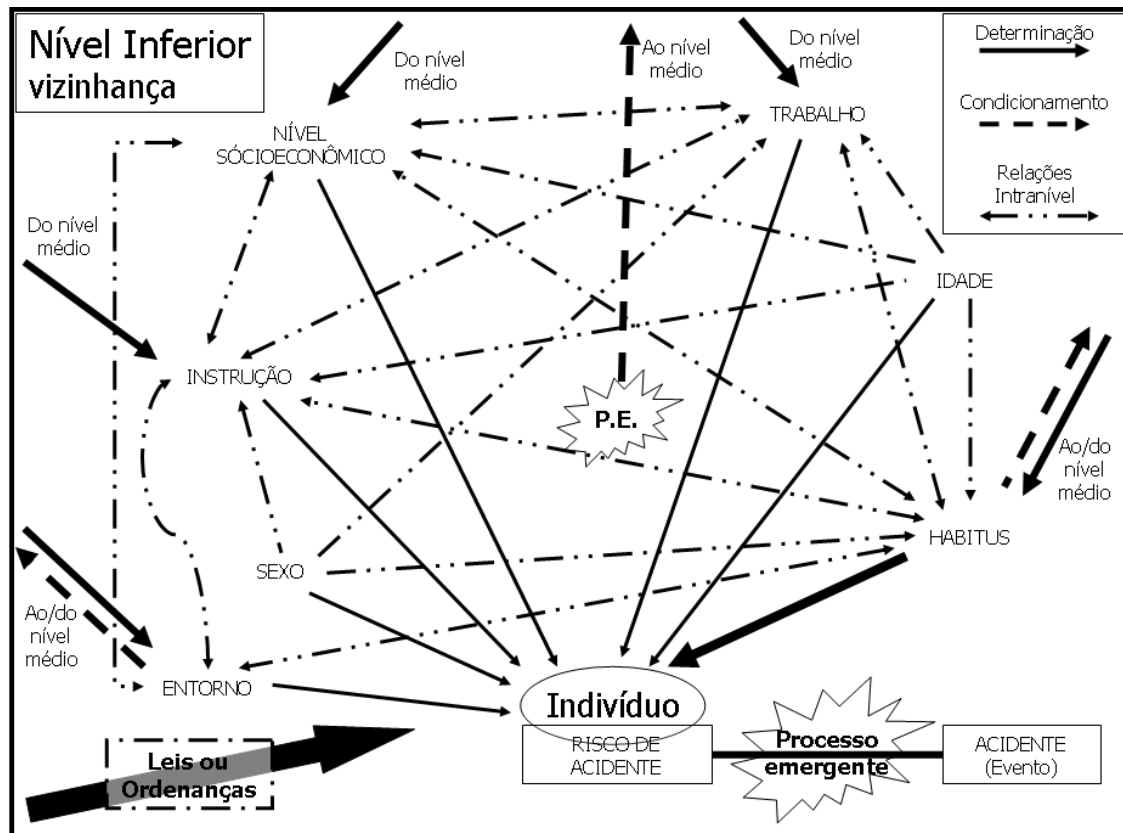 Nível Inferior
vizinhança
Do nível
médio
Ao nível
médio
Do nível
médio
Determinação
Condicionamento
Relações
Intranível
NÍVEL
SÓCIOECONÔMICO
TRABALHO
Do nível
médio
IDADE
INSTRUÇÃO
P.E.
Ao/do
nível
médio
HABITUS
SEXO
Ao/do
nível
médio
ENTORNO
Indivíduo
RISCO DE
ACIDENTE
Processo
emergente
ACIDENTE
(Evento)
Leis ou
Ordenanças